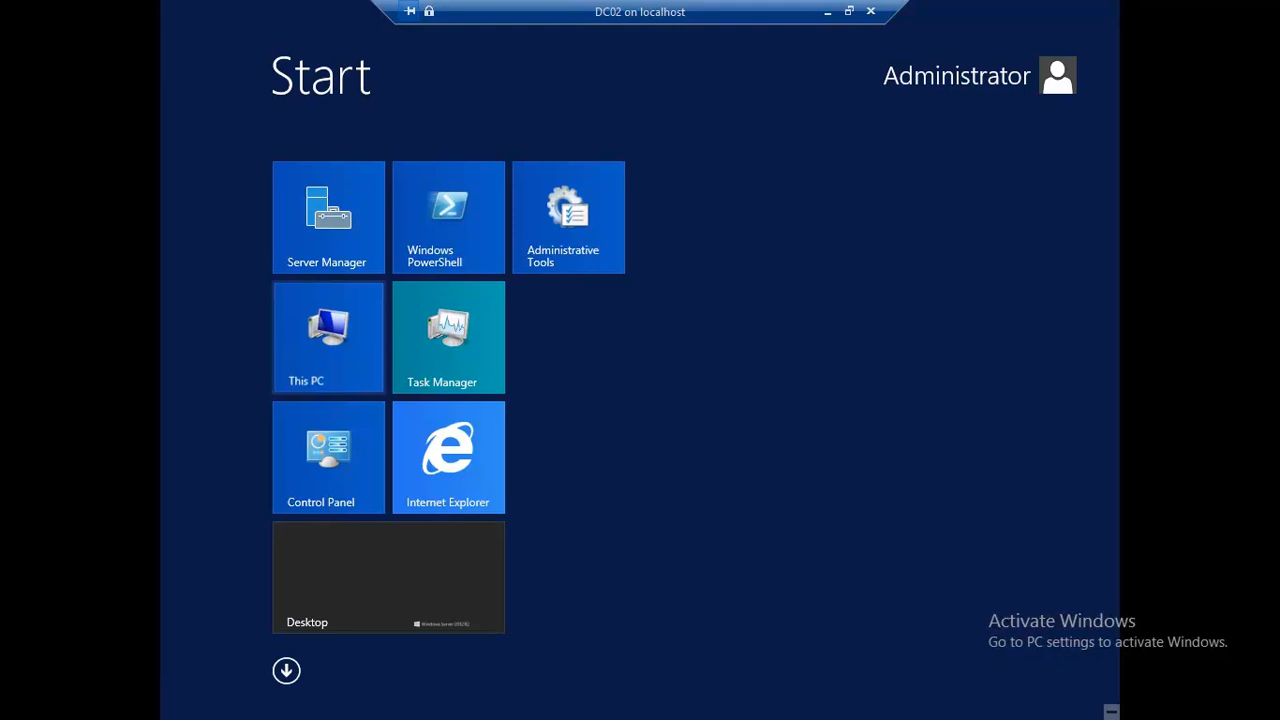 DC02 on localhost
Start
Administrator
Server Manager
Windows
PowerShell
Administrative
Tools
This PC
Task Manager
Control Panel
Internet Explorer
Desktop
Activate Windows
Go to PC settings to activate Windows.